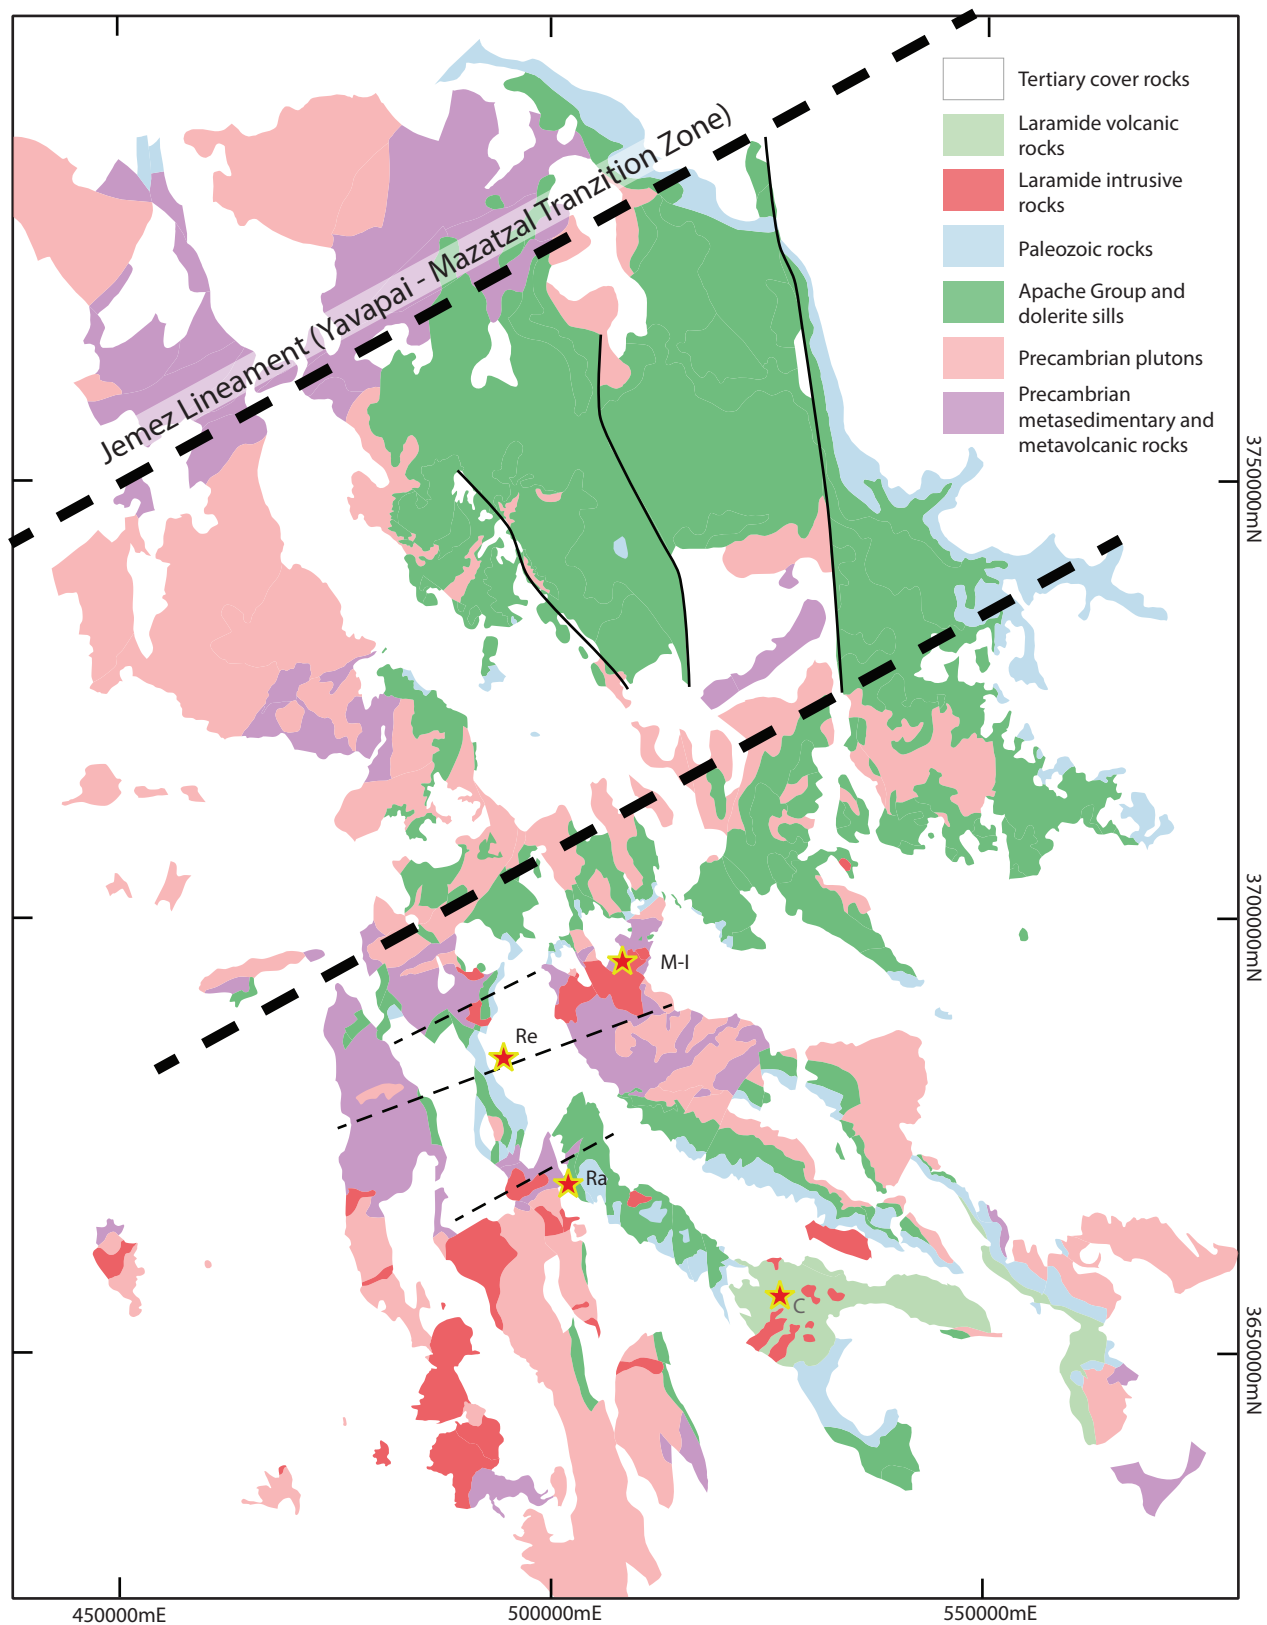 Tertiary cover rocks
Laramide volcanic
rocks
Laramide intrusive
rocks
Paleozoic rocks
Apache Group and
dolerite sills
Precambrian plutons
Precambrian
metasedimentary and
metavolcanic rocks
Jemez Lineament (Yavapai - Mazatzal Tranzition Zone)
3750000mN
3700000mN
3650000mN
M-I
Re
Ra
C
450000mE
500000mE
550000mE